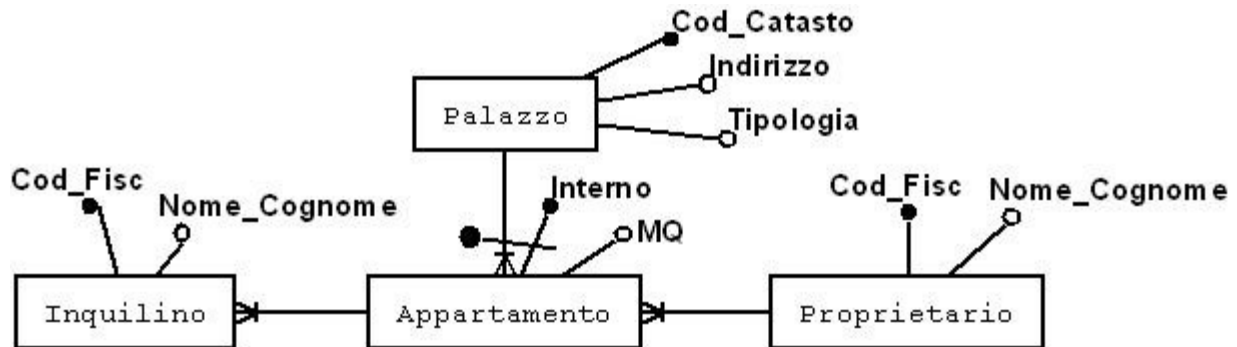 Cod_Catasto
Indirizzo
Palazzo
Tipologia
Cod_Fisc
Nome_Cognome
Interno
MQ
Cod_Fisc
Nome_Cognome
Inquilino
Appartamento
Proprietario